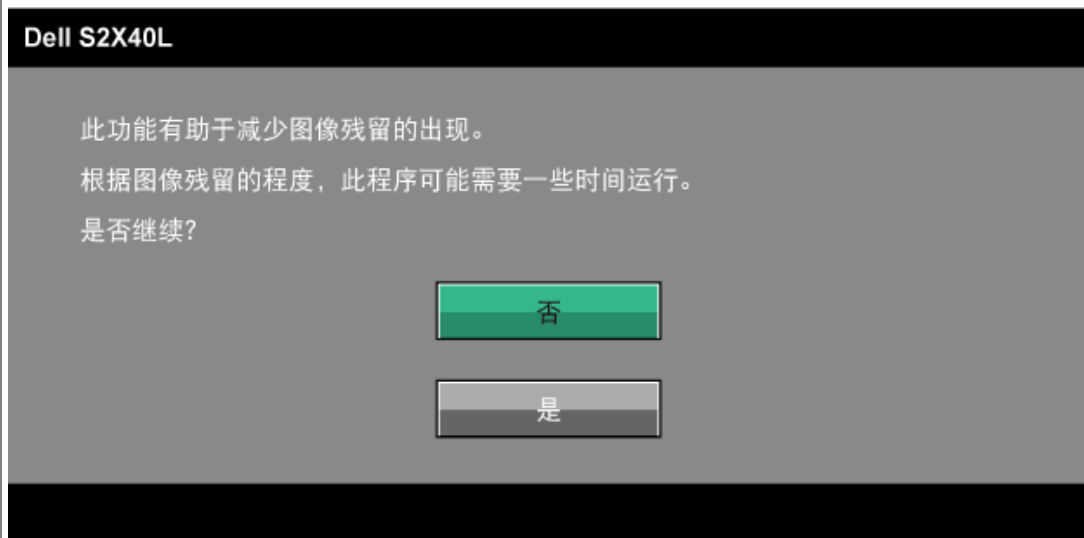 Dell S2X40L
此功能有助于减少图像残留的出现。
根据图像残留的程度，此程序可能需要一些时间运行。
是否继续?
否
是